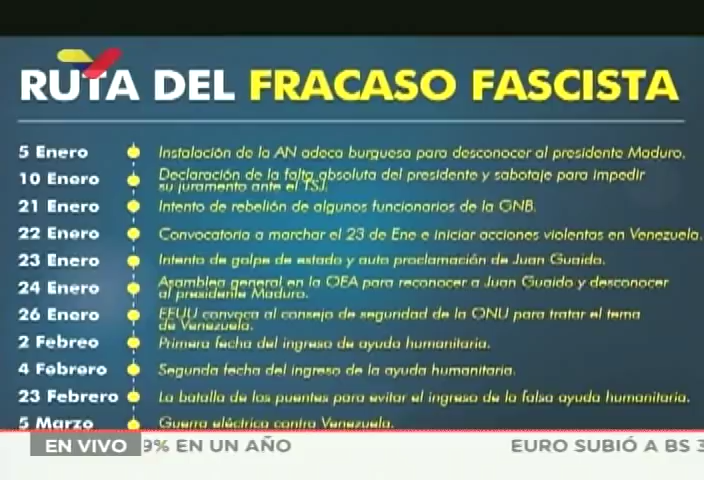 RUTA DEL FRACASO FASCISTA
5 Enero Instalación de la AN adeca burguesa para desconocer al presidente Maduro.
10 Enero Declaración de la falta absoluta del presidente y sabotaje para impedir
su juramento ante el TSJ.
21 Enero Intento de rebelión de algunos funcionarios de la GNB.
22 Enero Convocatoria a marchar el 23 de Ene e iniciar acciones violentas en Venezuela.
23 Enero Intento de golpe de estado y auto proclamación de Juan Guaido.
24 Enero Asamblea general en la OEA para reconocer a Juan Guaido y desconocer
al presidente Maduro.
26 Enero EEUU convoca al consejo de seguridad de la ONU para tratar el tema
de Venezuela.
2 Febreo Primera fecha del ingreso de ayuda humanitaria.
4 Febrero Segunda fecha del ingreso de la ayuda humanitaria.
23 Febrero La batalla de los puentes para evitar el ingreso de la falsa ayuda humanitaria.
5 Marzo Guerra eléctrica contra Venezuela.
EN VIVO 9% EN UN AÑO EURO SUBIÓ A BS 3